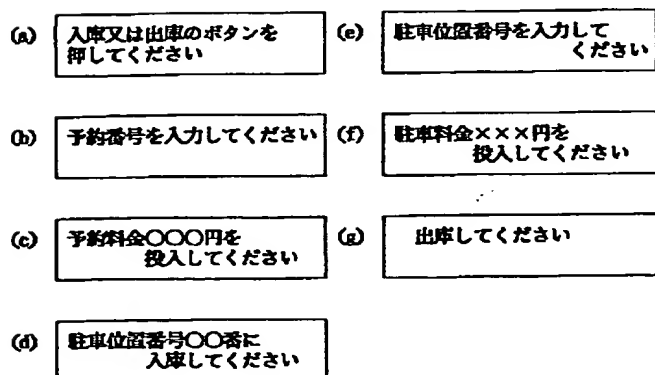 (a) 入庫又は出庫のボタンを
押してください
(b) 予約番号を入力してください
(c) 予約料金〇〇〇円を
投入してください
(d) 駐車位置番号〇〇番に
入庫してください
(e) 駐車位置番号を入力して
ください
(f) 駐車料金×××円を
投入してください
(g) 出庫してください